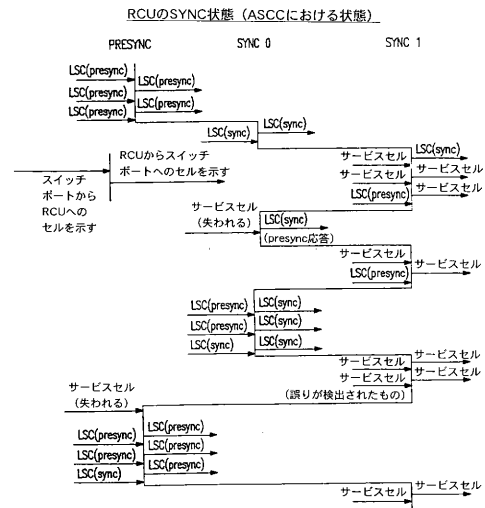 RCUのSYNC状態 (ASCCにおける状態)
PRESYNC SYNC 0 SYNC 1
LSC(presync)
LSC(presync)
LSC(presync)
LSC(presync)
LSC(presync)
LSC(sync)
LSC(sync)
サービスセル
LSC(sync)
サービスセル
サービスセル
LSC(presync)
サービスセル
スイッチ
ポートから
RCUへの
セルを示す
RCUからスイッチ
ポートへのセルを示す
サービスセル
(失われる)
LSC(sync)
(presync応答)
サービスセル
LSC(presync)
サービスセル
LSC(presync)
LSC(sync)
LSC(presync)
LSC(sync)
LSC(sync)
LSC(sync)
サービスセル
サービスセル
サービスセル
サービスセル
(誤りが検出されたもの)
サービスセル
(失われる)
LSC(presync)
LSC(presync)
LSC(presync)
LSC(presync)
LSC(sync)
LSC(presync)
サービスセル
サービスセル